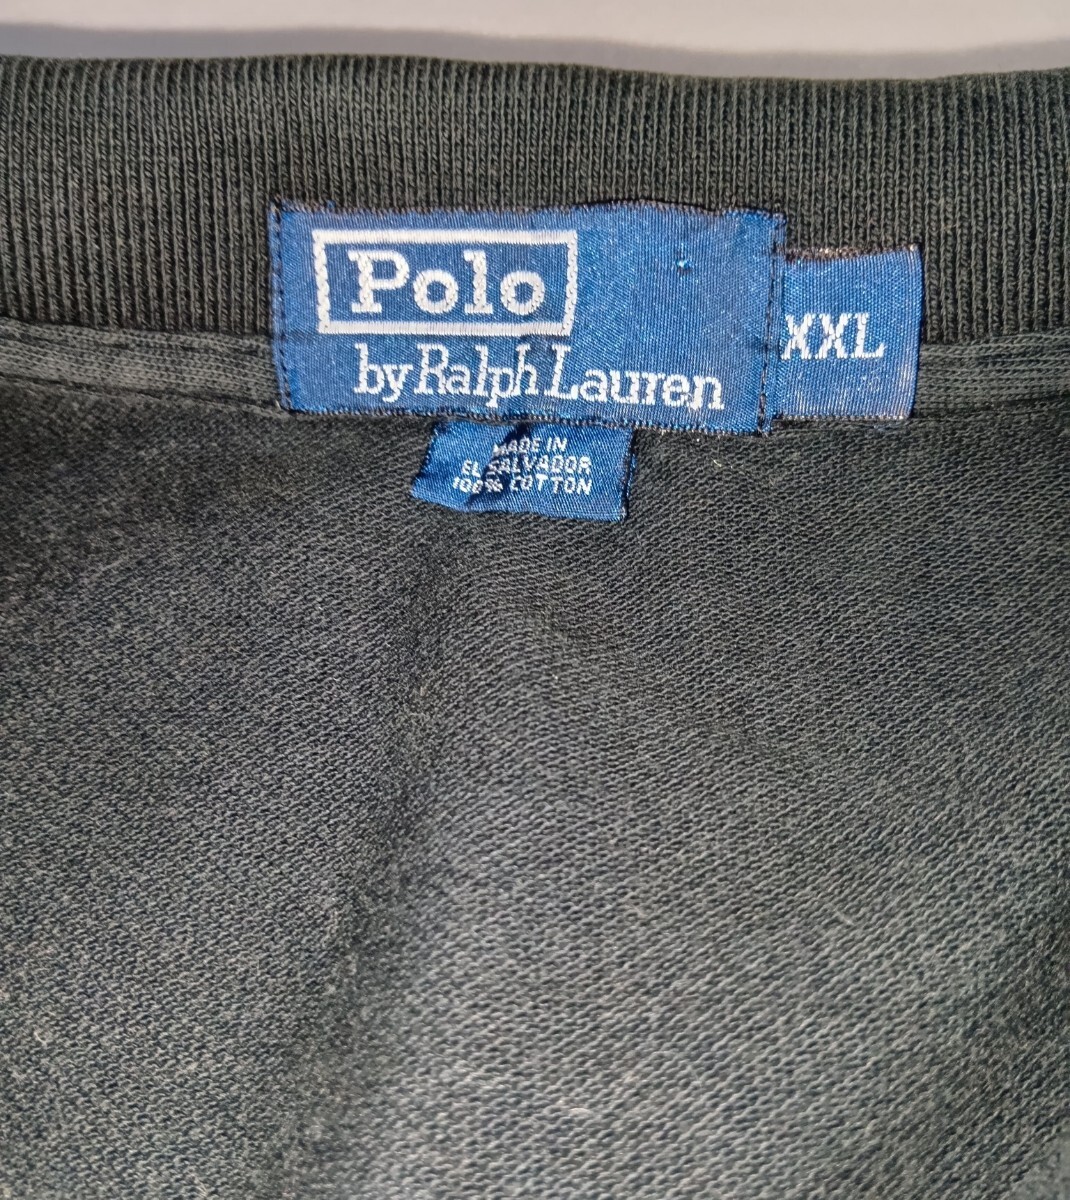 Polo
by Ralph Lauren
XXL
MADE IN
EL SALVADOR
100% COTTON